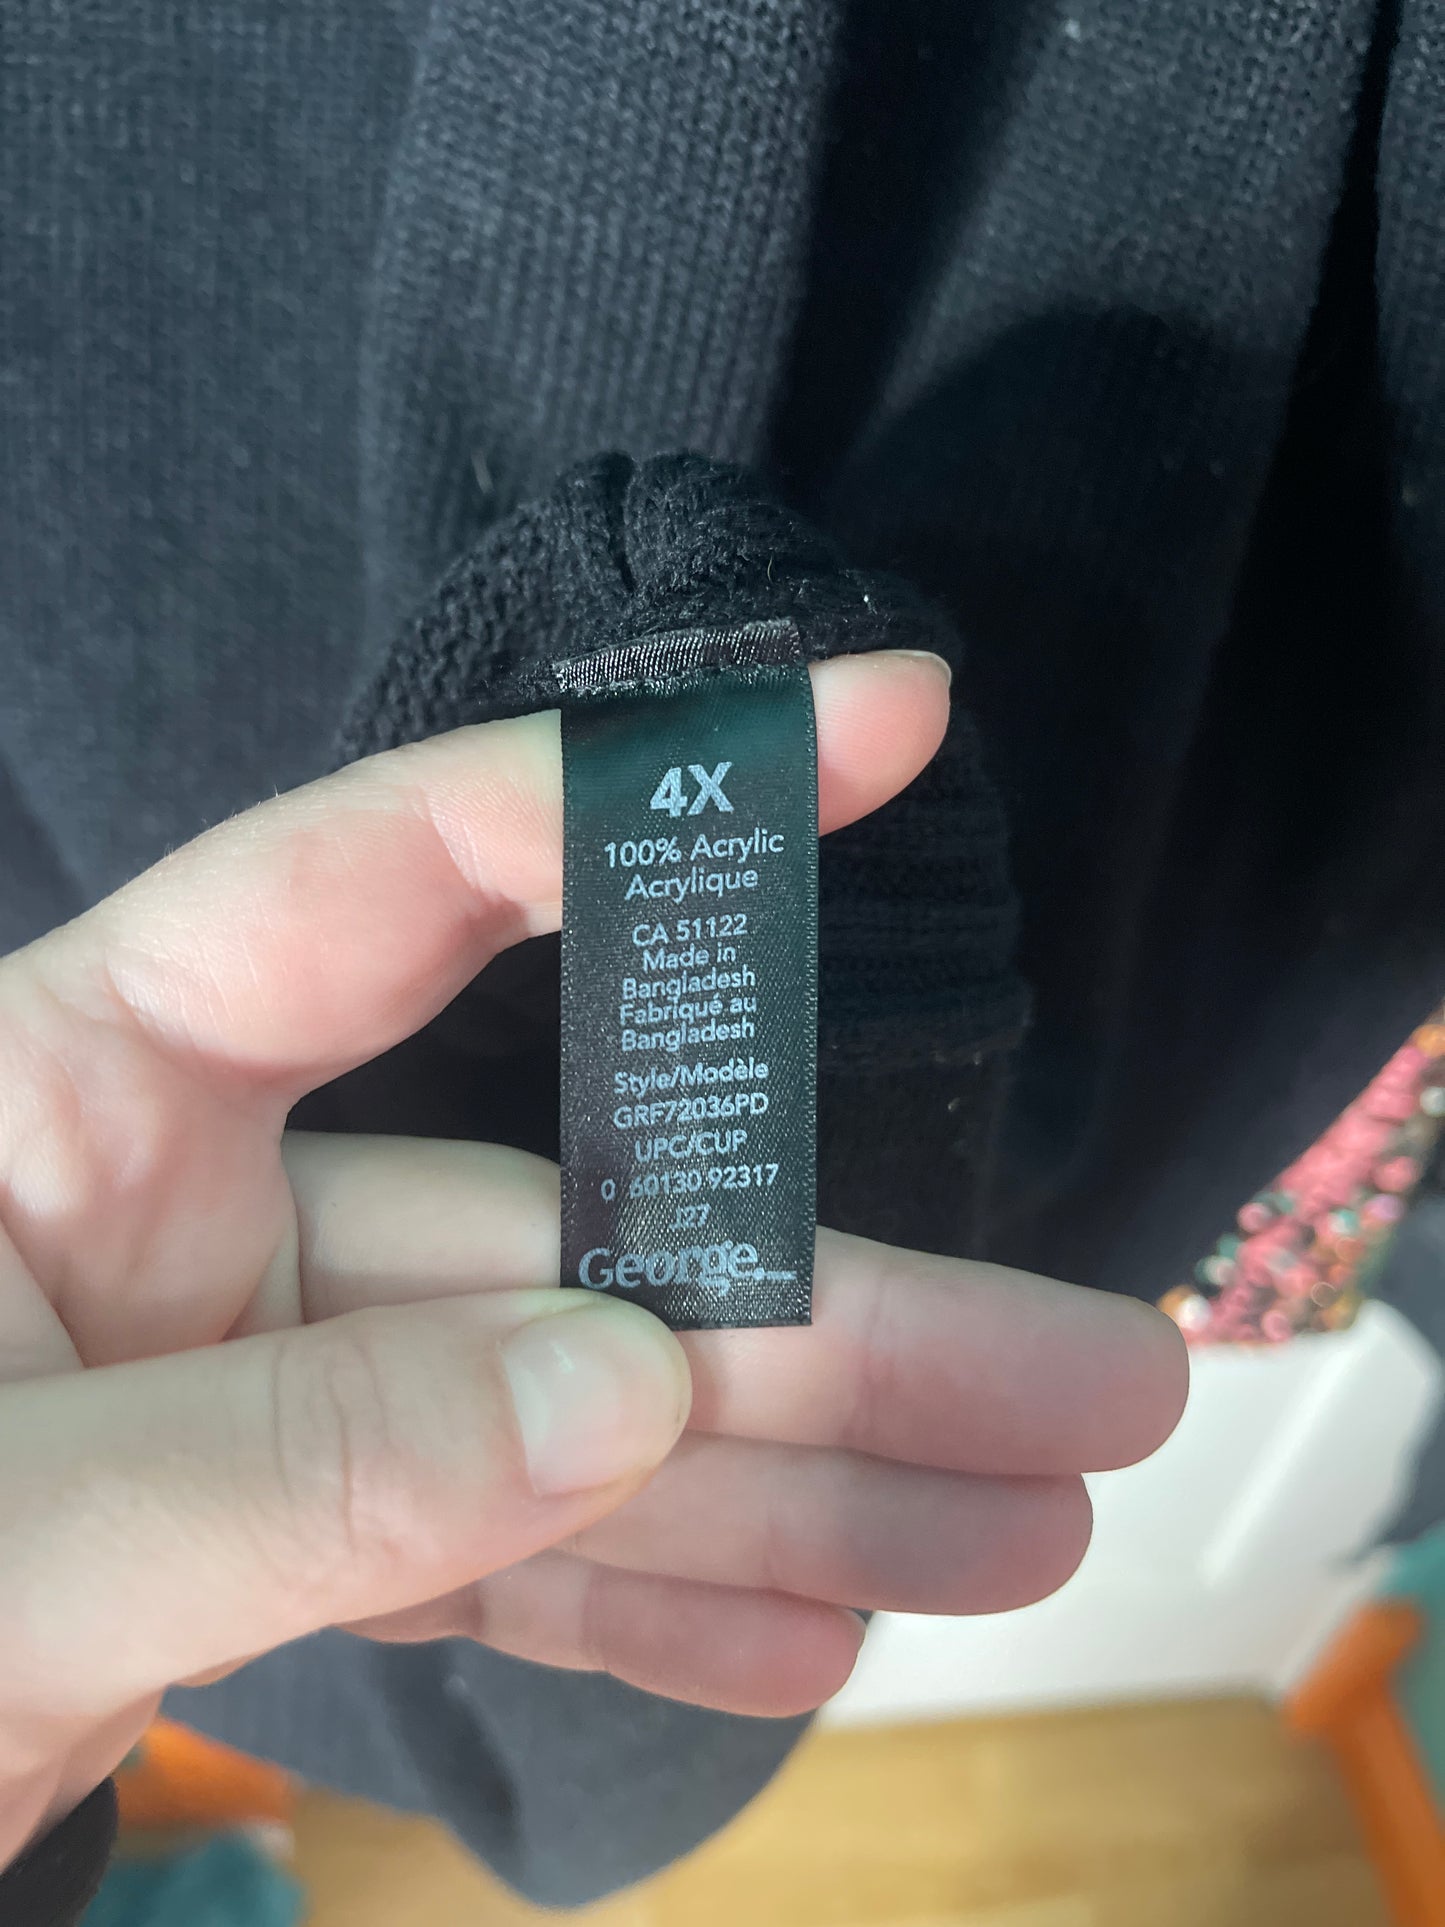 4X
100% Acrylic
Acrylique
CA 51122
Made in
Bangladesh
Fabriqué au
Bangladesh
Style/Modèle
GRF72036PD
UPC/CUP
0 60130 92317
J27
George.